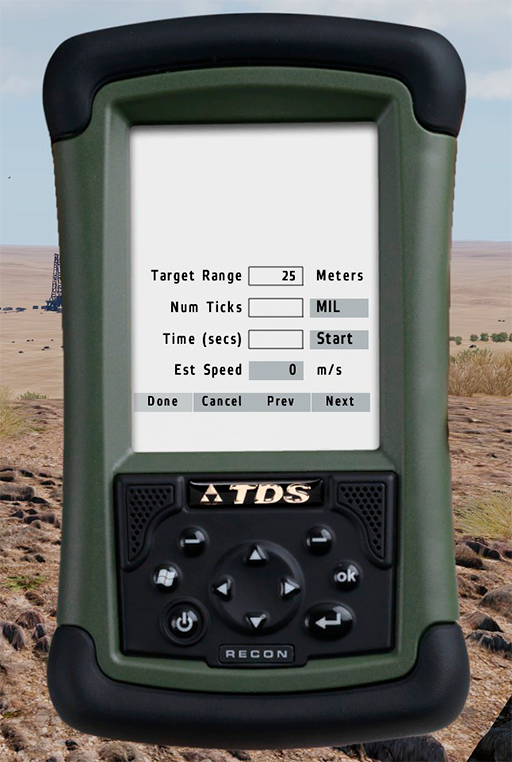 Target Range 25 Meters
Num Ticks MIL
Time (secs) Start
Est Speed 0 m/s
Done Cancel Prev Next
TDS
ok
RECON